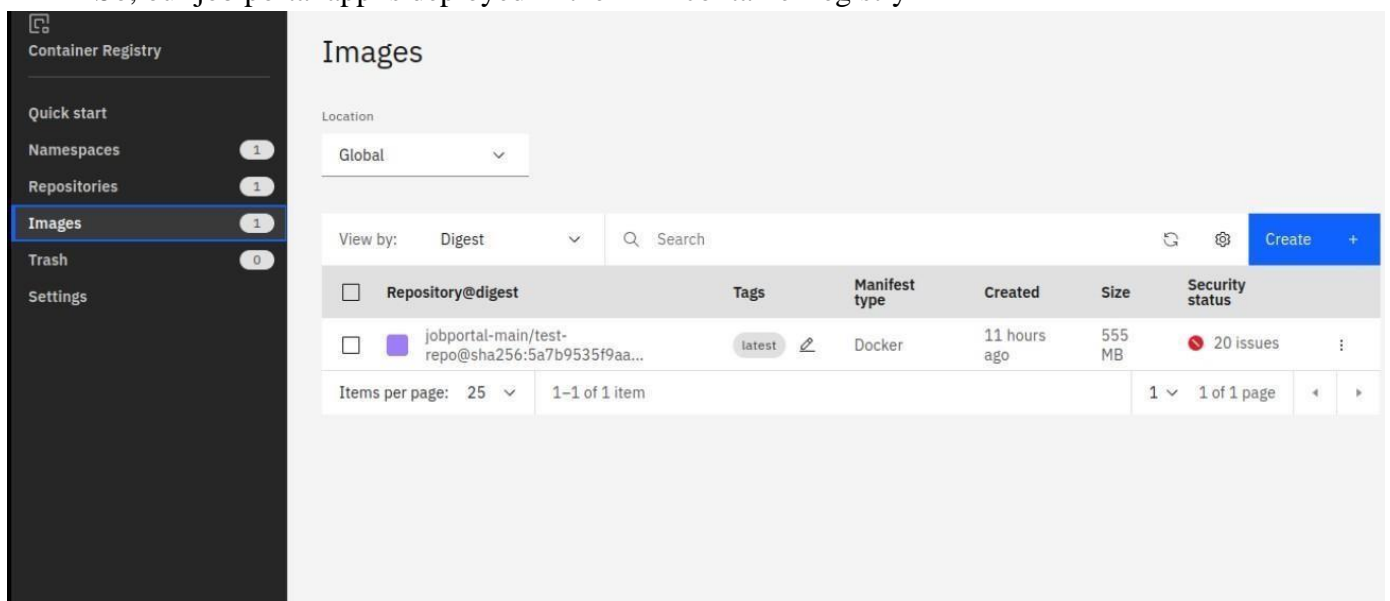 Container Registry
Quick start
Namespaces 1
Repositories 1
Images 1
Trash 0
Settings
Images
Location
Global
View by: Digest Search Create +
Repository@digest Tags Manifest type Created Size Security status
jobportal-main/test-
repo@sha256:5a7b9535f9aa... latest Docker 11 hours ago 555 MB 20 issues
Items per page: 25 1–1 of 1 item 1 1 of 1 page